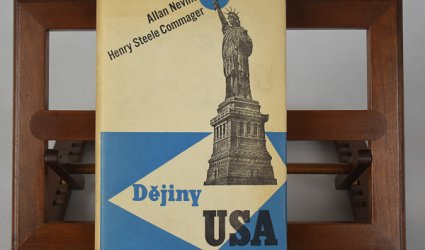 Allan Nevins
Henry Steele Commager
Dějiny
USA